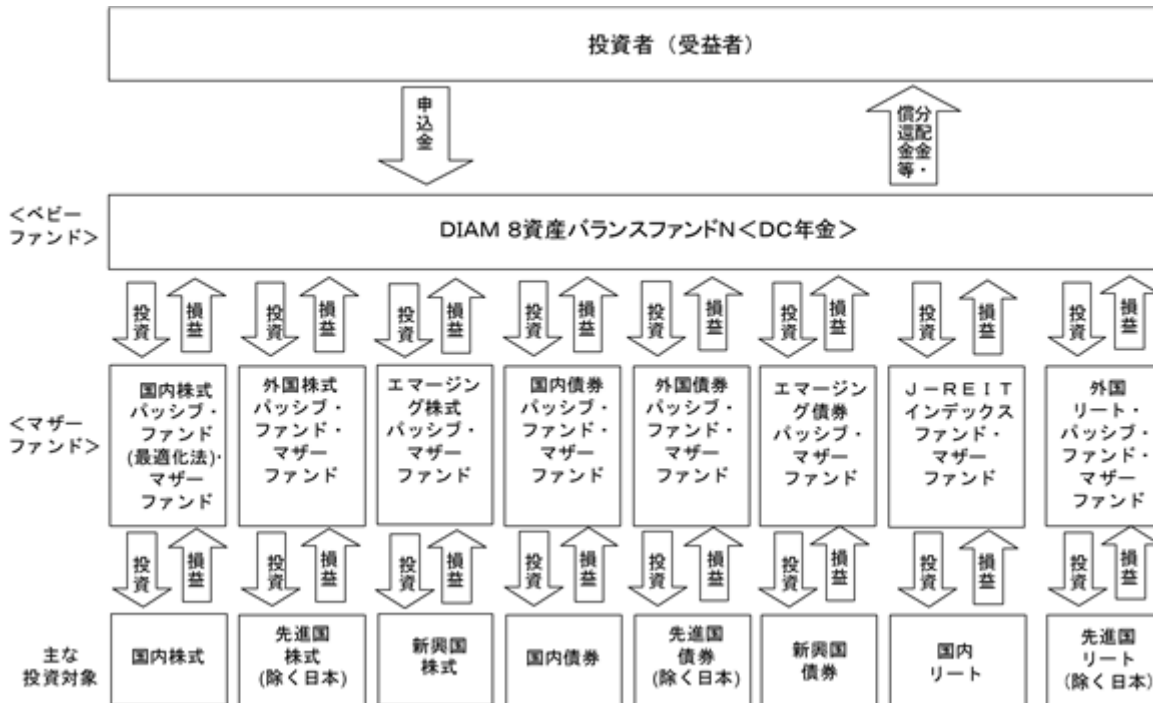 投資者（受益者）
申込金
分配金・
償還金等
＜ベビー
ファンド＞
DIAM 8資産バランスファンドN＜DC年金＞
投資
損益
投資
損益
投資
損益
投資
損益
投資
損益
投資
損益
投資
損益
投資
損益
＜マザー
ファンド＞
国内株式
パッシブ・
ファンド
(最適化法)・
マザー
ファンド
外国株式
パッシブ・
ファンド・
マザー
ファンド
エマージン
グ株式
パッシブ・
マザー
ファンド
国内債券
パッシブ・
ファンド・
マザー
ファンド
外国債券
パッシブ・
ファンド・
マザー
ファンド
エマージン
グ債券
パッシブ・
マザー
ファンド
Ｊ－ＲＥＩＴ
インデックス
ファンド・
マザー
ファンド
外国
リート・
パッシブ・
ファンド・
マザー
ファンド
投資
損益
投資
損益
投資
損益
投資
損益
投資
損益
投資
損益
投資
損益
投資
損益
主な
投資対象
国内株式
先進国
株式
(除く日本)
新興国
株式
国内債券
先進国
債券
(除く日本)
新興国
債券
国内
リート
先進国
リート
(除く日本)